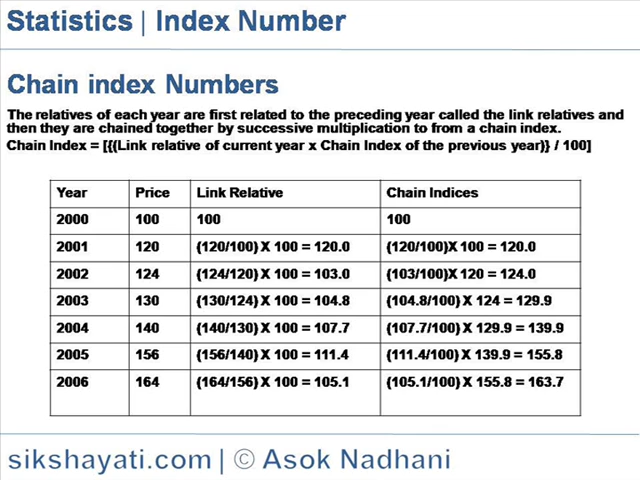 Statistics | Index Number
Chain index Numbers
The relatives of each year are first related to the preceding year called the link relatives and
then they are chained together by successive multiplication to from a chain index.
Chain Index = [{(Link relative of current year x Chain Index of the previous year)} / 100]
Year Price Link Relative Chain Indices
2000 100 100 100
2001 120 (120/100) X 100 = 120.0 (120/100)X 100 = 120.0
2002 124 (124/120) X 100 = 103.0 (103/100)X 120 = 124.0
2003 130 (130/124) X 100 = 104.8 (104.8/100) X 124 = 129.9
2004 140 (140/130) X 100 = 107.7 (107.7/100) X 129.9 = 139.9
2005 156 (156/140) X 100 = 111.4 (111.4/100) X 139.9 = 155.8
2006 164 (164/156) X 100 = 105.1 (105.1/100) X 155.8 = 163.7
sikshayati.com | © Asok Nadhani